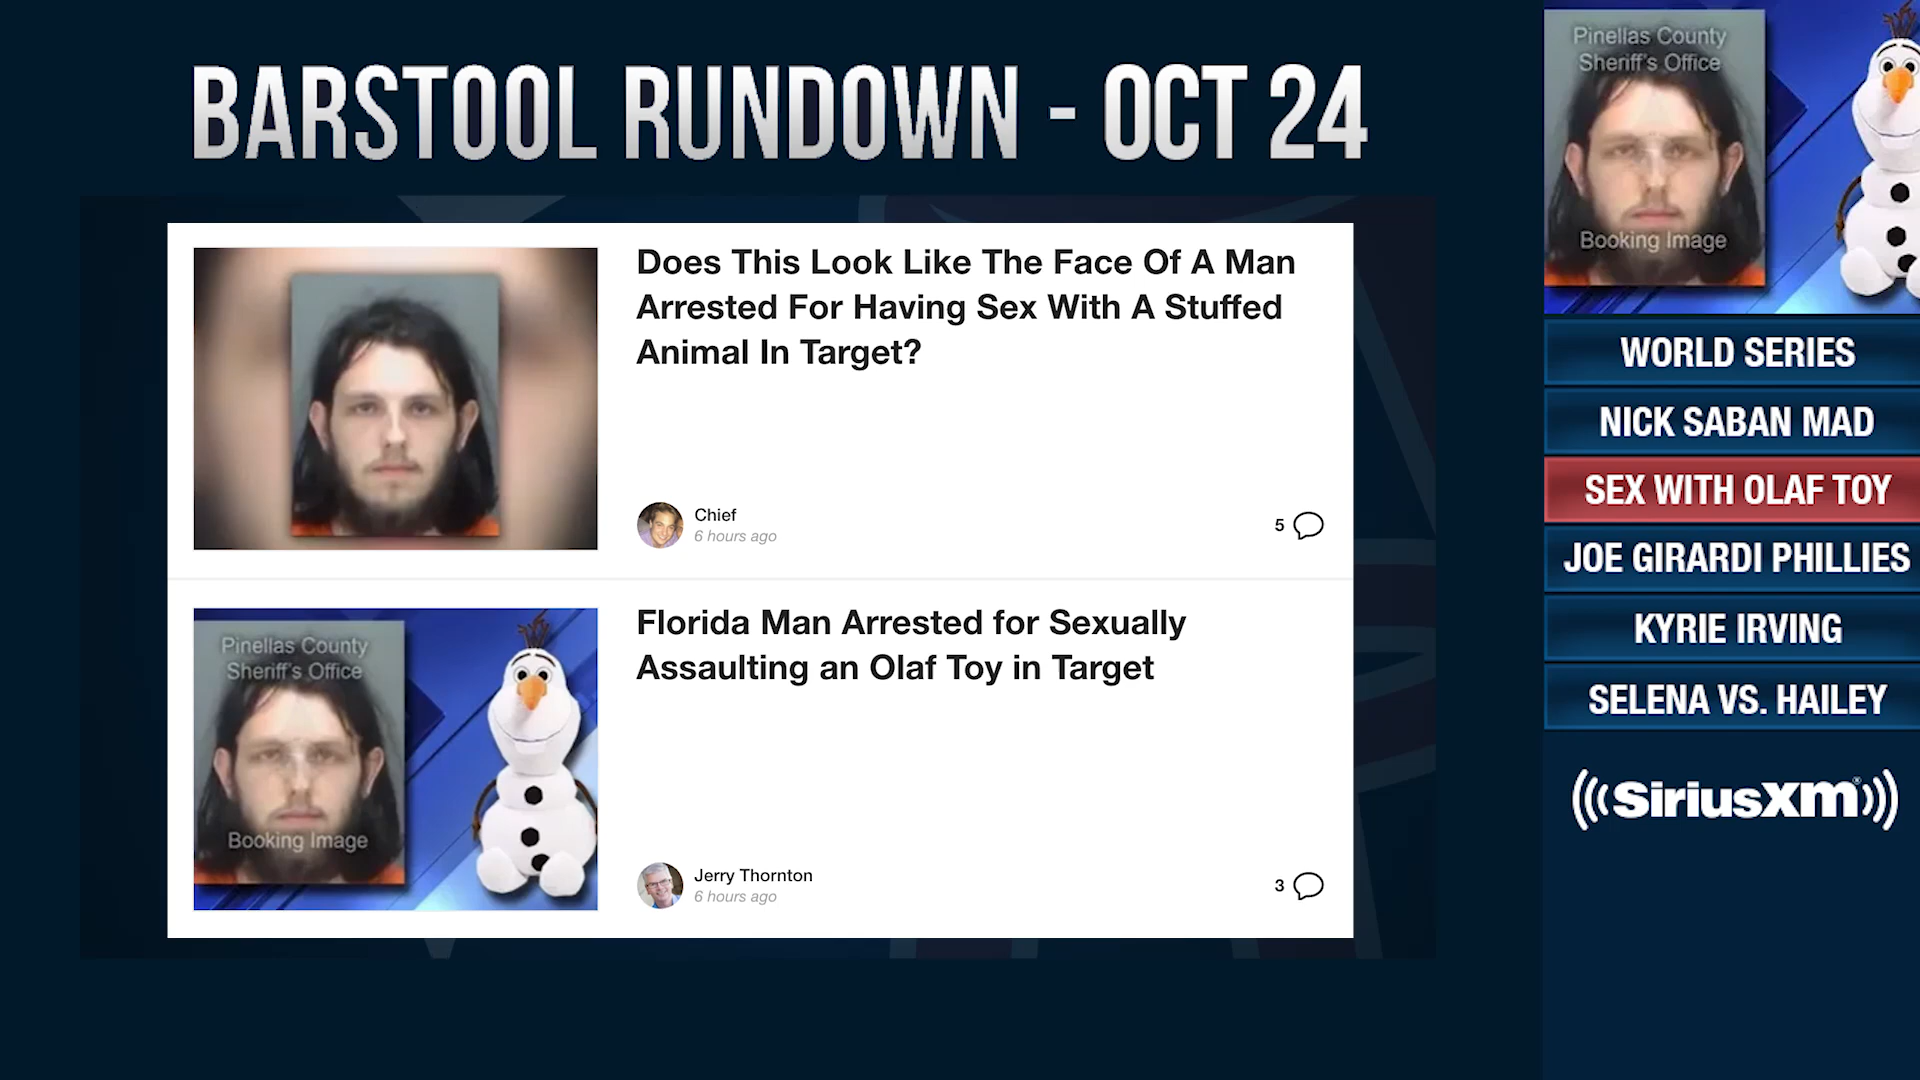 BARSTOOL RUNDOWN - OCT 24
Does This Look Like The Face Of A Man
Arrested For Having Sex With A Stuffed
Animal In Target?
Chief
6 hours ago
5
Pinellas County
Sheriff's Office
Booking Image
Florida Man Arrested for Sexually
Assaulting an Olaf Toy in Target
Jerry Thornton
6 hours ago
3
Pinellas County
Sheriff's Office
Booking Image
WORLD SERIES
NICK SABAN MAD
SEX WITH OLAF TOY
JOE GIRARDI PHILLIES
KYRIE IRVING
SELENA VS. HAILEY
SiriusXM